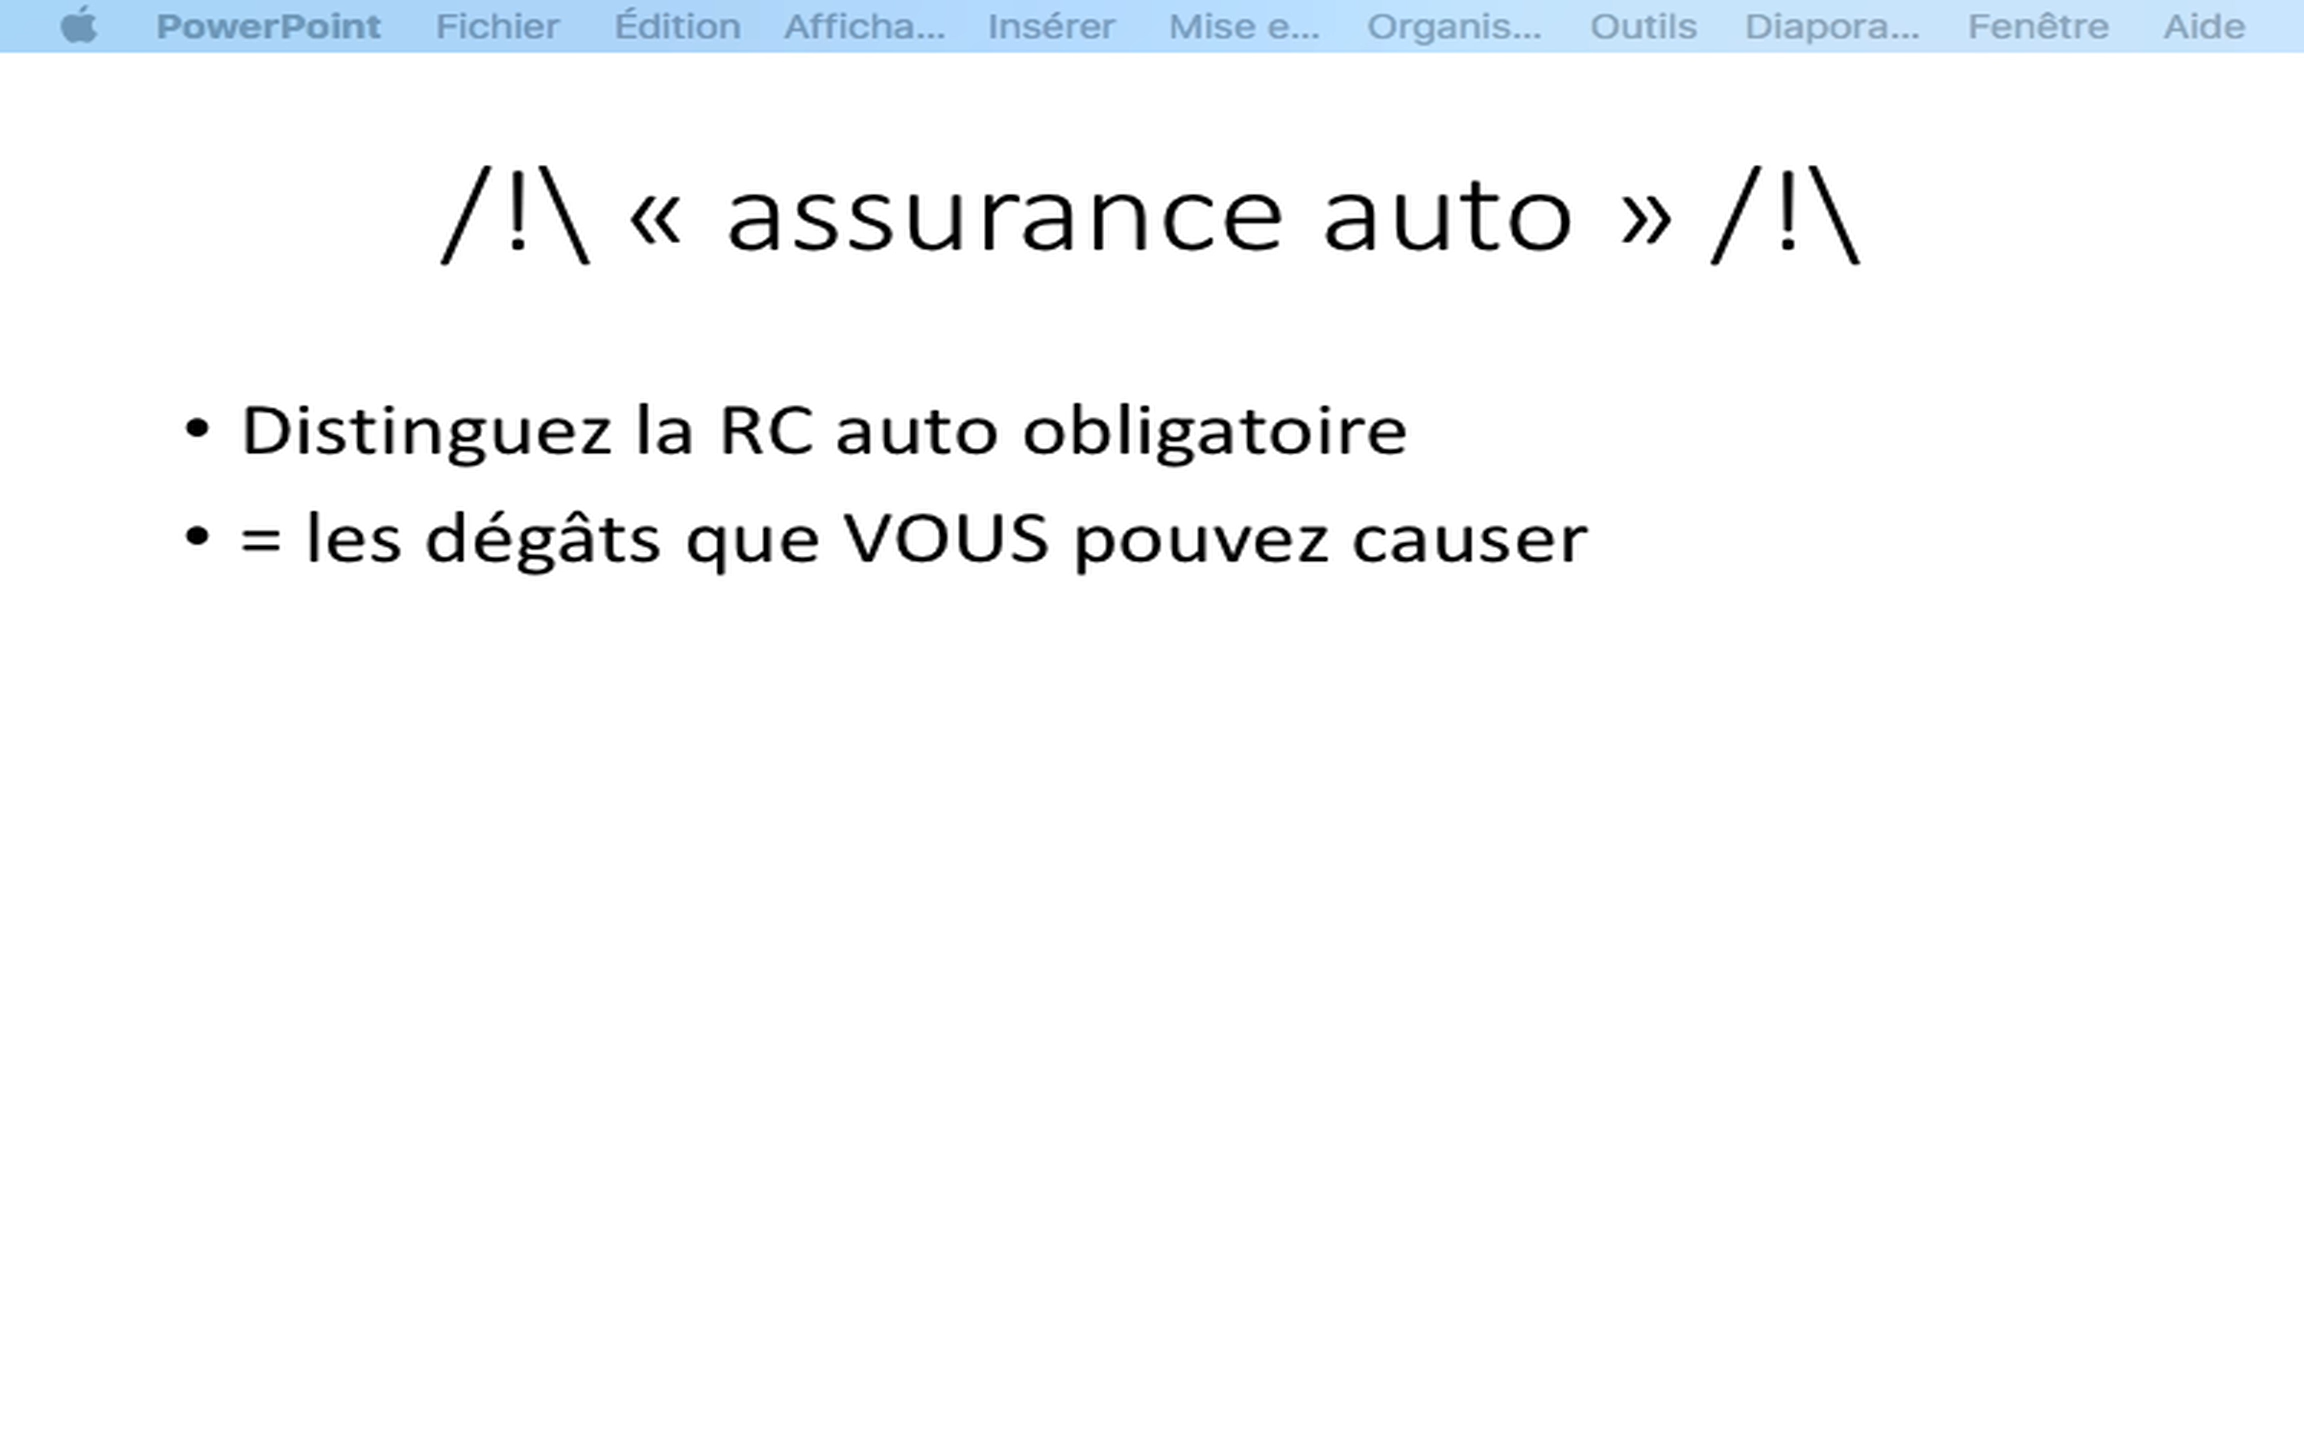 PowerPoint Fichier Édition Afficha... Insérer Mise e... Organis... Outils Diapora... Fenêtre Aide
/!\ « assurance auto » /!\
• Distinguez la RC auto obligatoire
• = les dégâts que VOUS pouvez causer